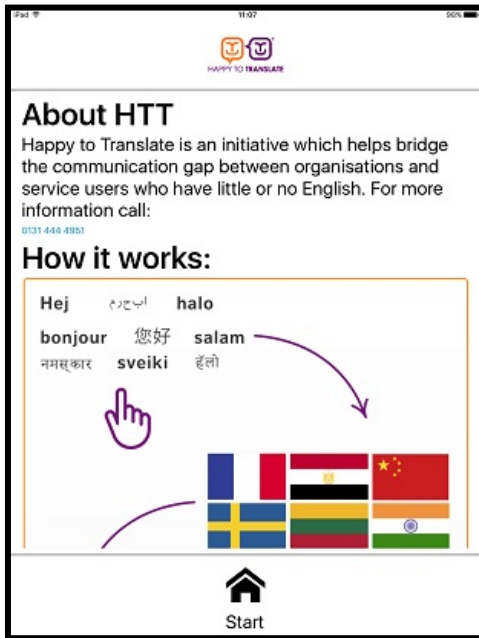 iPad 11:07 98%
HAPPY TO TRANSLATE
About HTT
Happy to Translate is an initiative which helps bridge
the communication gap between organisations and
service users who have little or no English. For more
information call:
0131 444 4951
How it works:
Hej halo
bonjour 您好 salam
नमस्कार sveiki हॅलो
Start